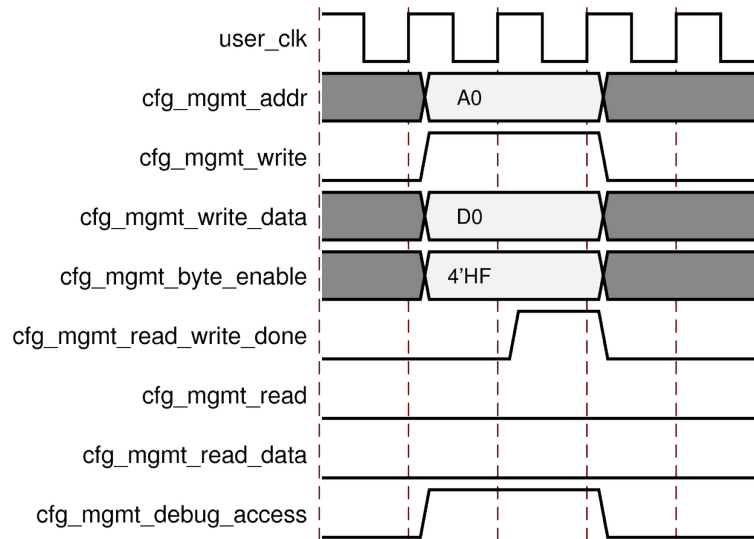 user_clk
cfg_mgmt_addr A0
cfg_mgmt_write
cfg_mgmt_write_data D0
cfg_mgmt_byte_enable 4’HF
cfg_mgmt_read_write_done
cfg_mgmt_read
cfg_mgmt_read_data
cfg_mgmt_debug_access